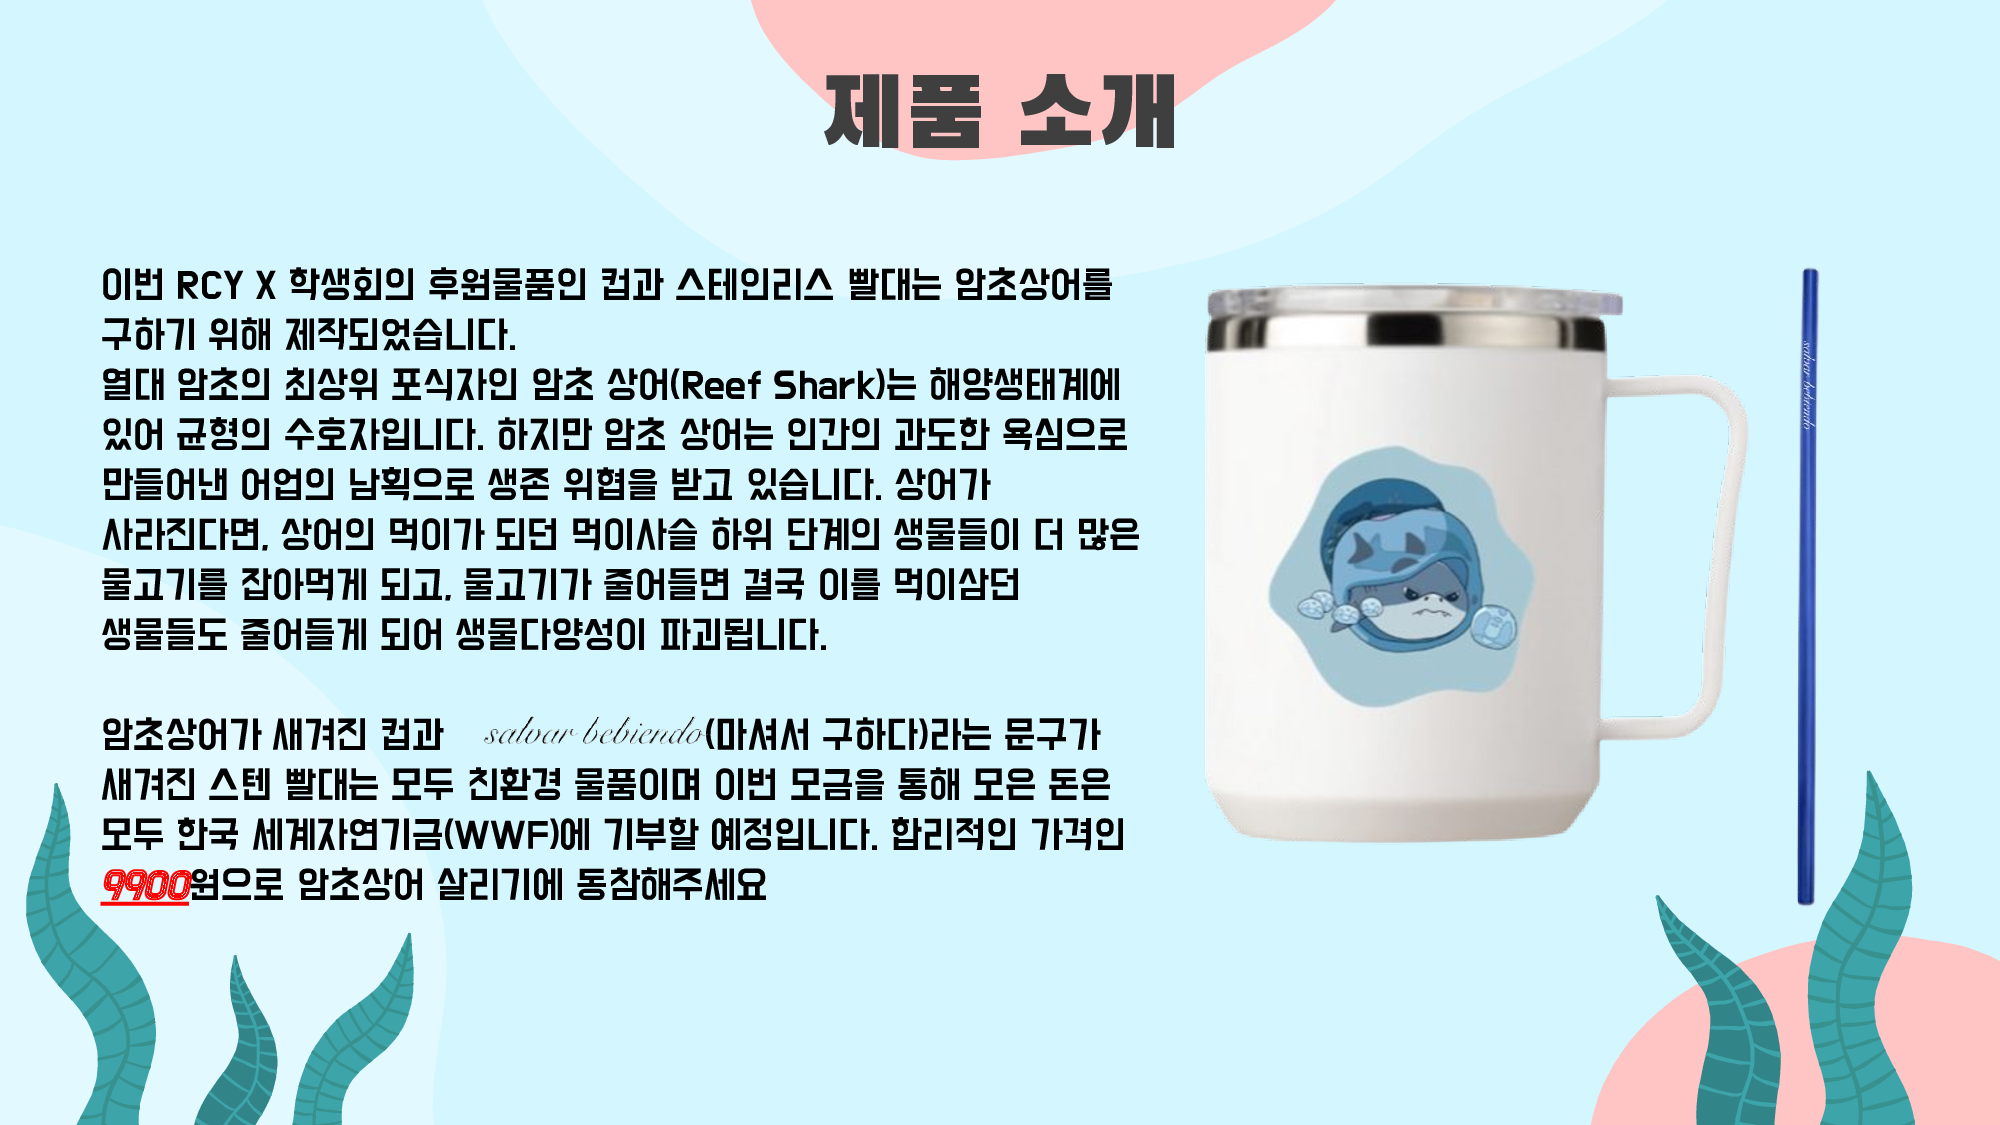 제품 소개
이번 RCY X 학생회의 후원물품인 컵과 스테인리스 빨대는 암초상어를
구하기 위해 제작되었습니다.
열대 암초의 최상위 포식자인 암초 상어(Reef Shark)는 해양생태계에
있어 균형의 수호자입니다. 하지만 암초 상어는 인간의 과도한 욕심으로
만들어낸 어업의 남획으로 생존 위협을 받고 있습니다. 상어가
사라진다면, 상어의 먹이가 되던 먹이사슬 하위 단계의 생물들이 더 많은
물고기를 잡아먹게 되고, 물고기가 줄어들면 결국 이를 먹이삼던
생물들도 줄어들게 되어 생물다양성이 파괴됩니다.
암초상어가 새겨진 컵과 salvar bebiendo(마셔서 구하다)라는 문구가
새겨진 스텐 빨대는 모두 친환경 물품이며 이번 모금을 통해 모은 돈은
모두 한국 세계자연기금(WWF)에 기부할 예정입니다. 합리적인 가격인
9900원으로 암초상어 살리기에 동참해주세요
salvar bebiendo